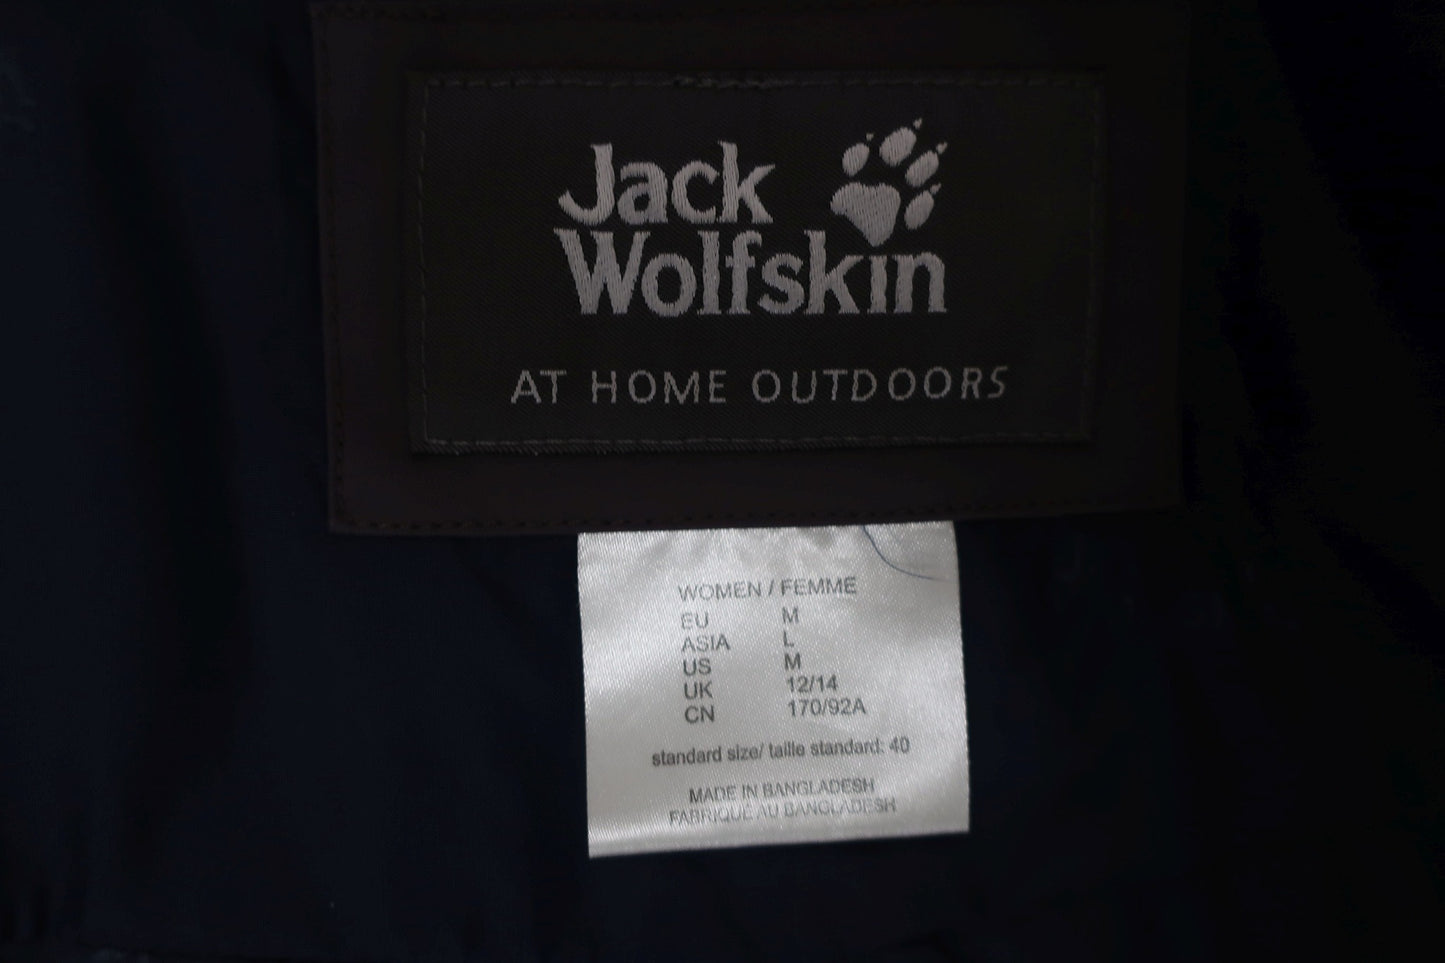 Jack
Wolfskin
AT HOME OUTDOORS
WOMEN / FEMME
EU M
ASIA L
US M
UK 12/14
CN 170/92A
standard size/ taille standard: 40
MADE IN BANGLADESH
FABRIQUE AU BANGLADESH